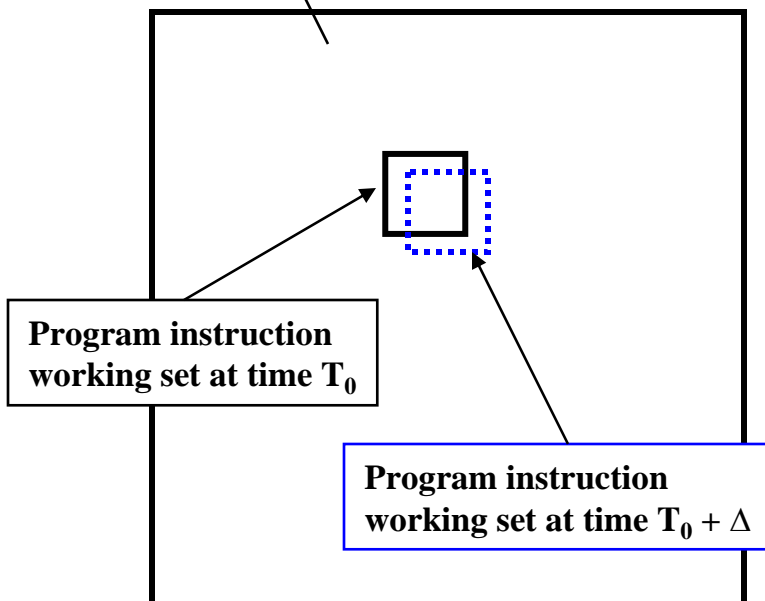 Program instruction
working set at time T₀
Program instruction
working set at time T₀ + Δ